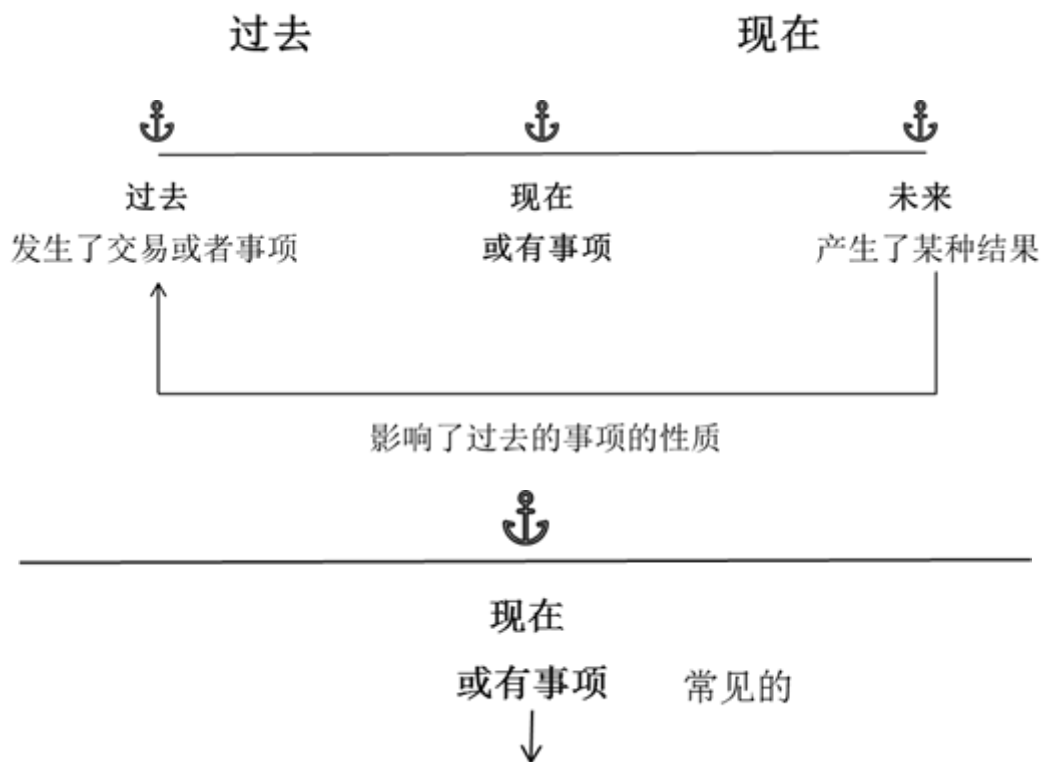 过去 现在
过去 现在 未来
发生了交易或者事项 或有事项 产生了某种结果
影响了过去的事项的性质
现在
或有事项 常见的